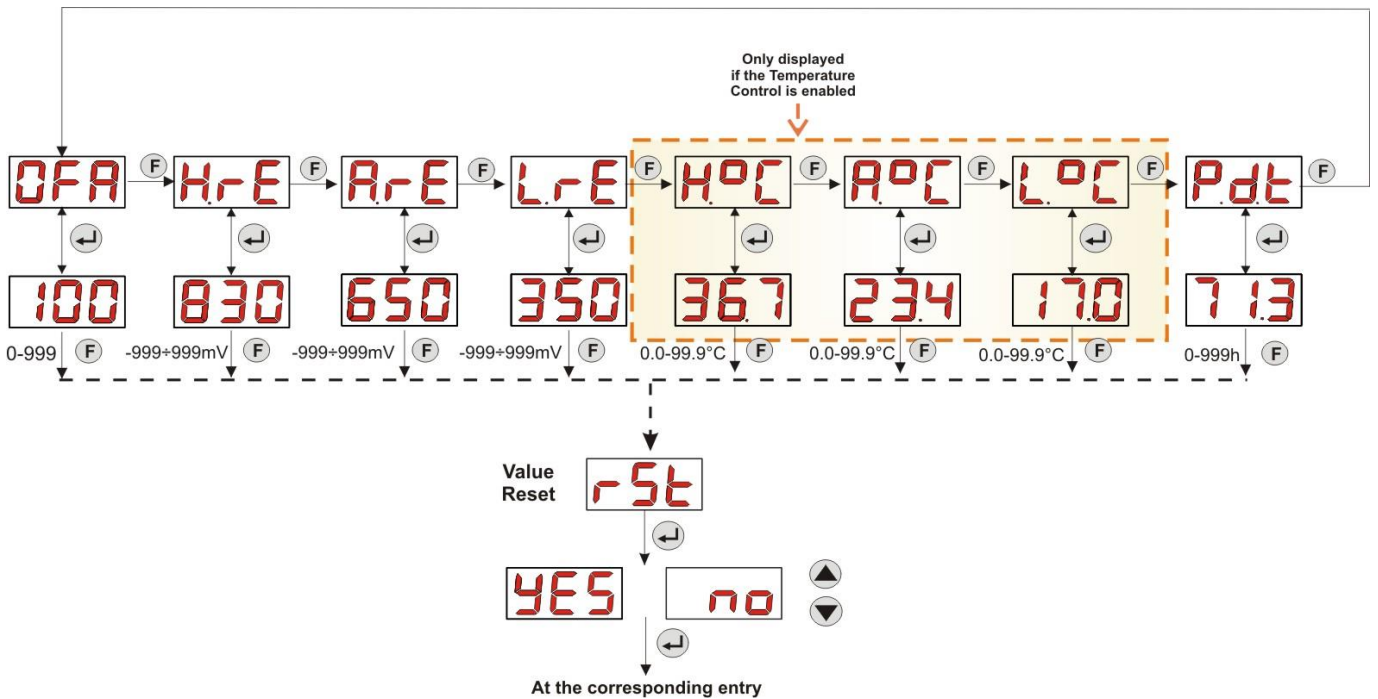 Only displayed
if the Temperature
Control is enabled
OFA F H.rE F A.rE F L.rE F H.°C F A.°C F L.°C F P.d.t F
100 830 650 350 36.7 23.4 17.0 71.3
0-999 F -999÷999mV F -999÷999mV F -999÷999mV F 0.0-99.9°C F 0.0-99.9°C F 0.0-99.9°C F 0-999h F
Value
Reset
rSt
YES no
At the corresponding entry